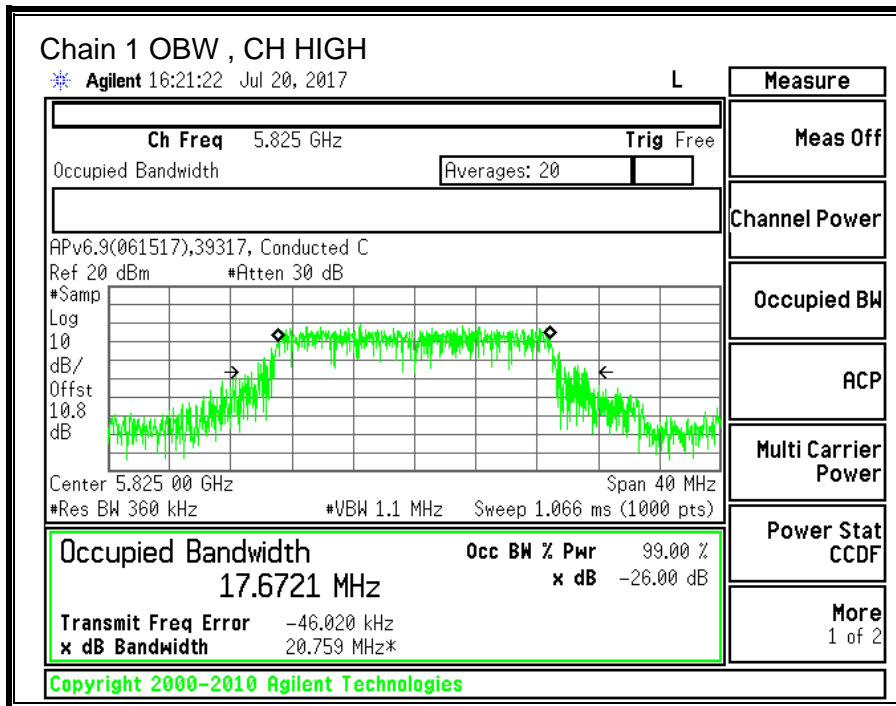 Chain 1 OBW , CH HIGH
Agilent 16:21:22 Jul 20, 2017 L
Measure
Ch Freq 5.825 GHz Trig Free
Meas Off
Occupied Bandwidth Averages: 20
Channel Power
APv6.9(061517),39317, Conducted C
Ref 20 dBm #Atten 30 dB
#Samp
Log
10
dB/
Offst
10.8
dB
Occupied BW
ACP
Multi Carrier
Power
Center 5.825 00 GHz Span 40 MHz
#Res BW 360 kHz #VBW 1.1 MHz Sweep 1.066 ms (1000 pts)
Occupied Bandwidth Occ BW % Pwr 99.00 %
17.6721 MHz x dB -26.00 dB
Transmit Freq Error -46.020 kHz
x dB Bandwidth 20.759 MHz*
Power Stat
CCDF
More
1 of 2
Copyright 2000-2010 Agilent Technologies